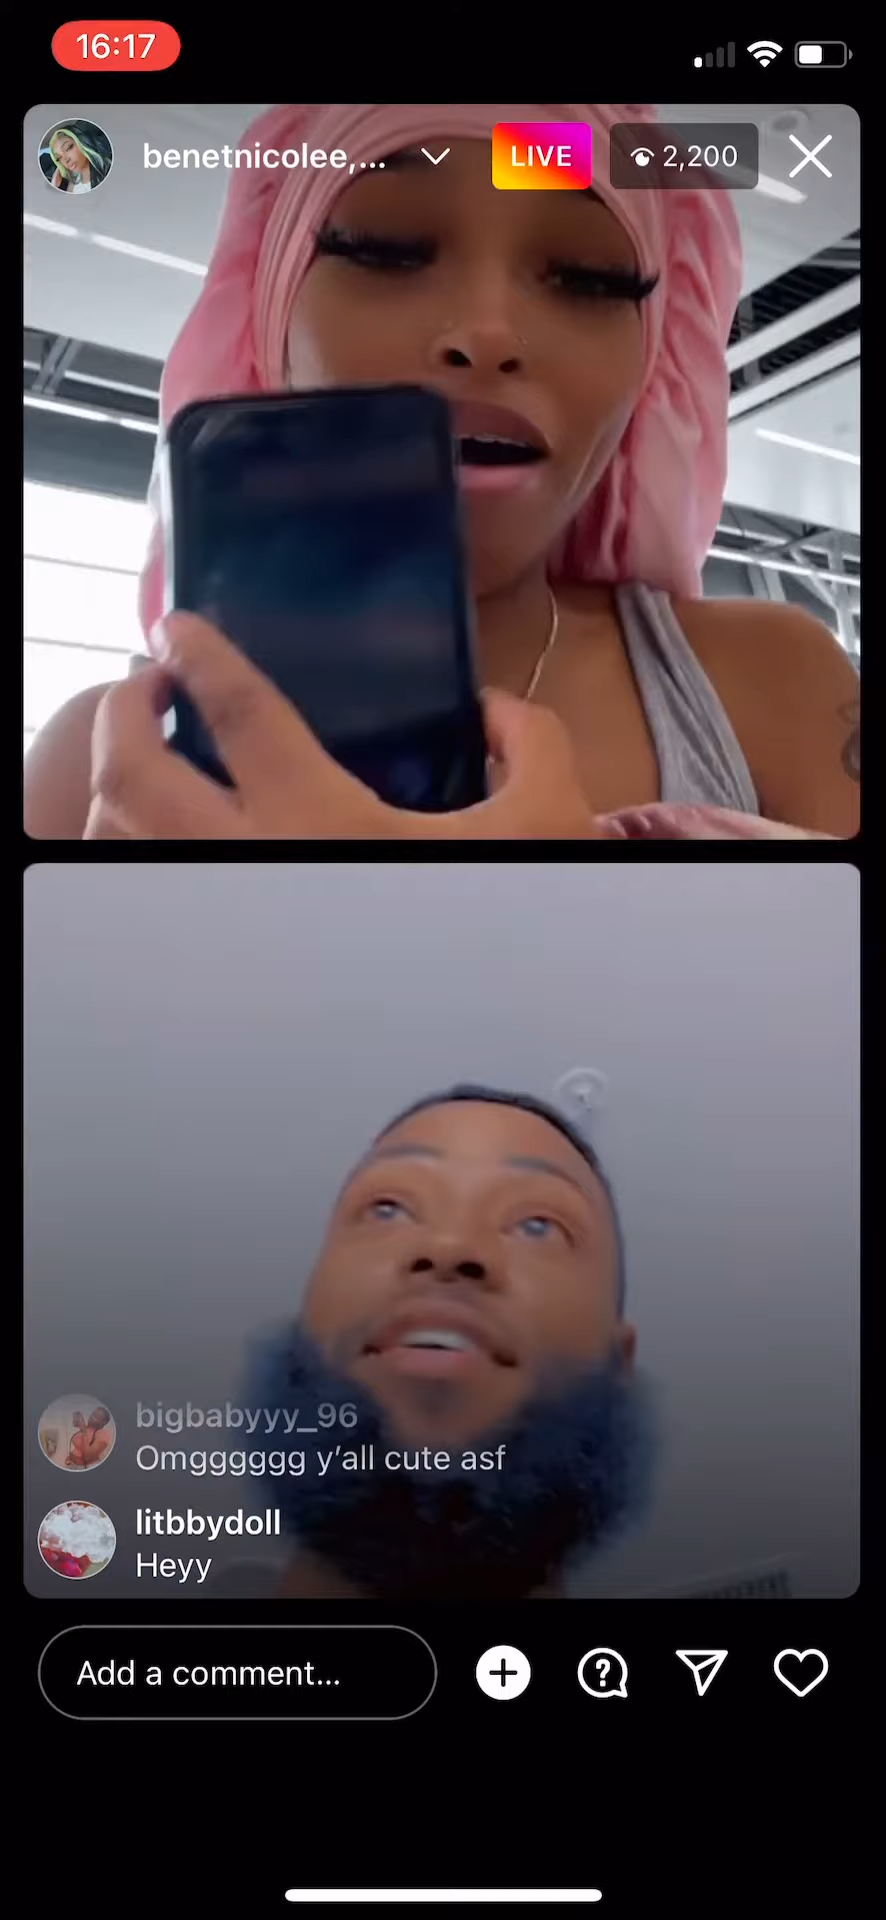 16:17
benetnicolee,...
LIVE
2,200
bigbabyyy_96
Omgggggg y’all cute asf
litbbydoll
Heyy
Add a comment...